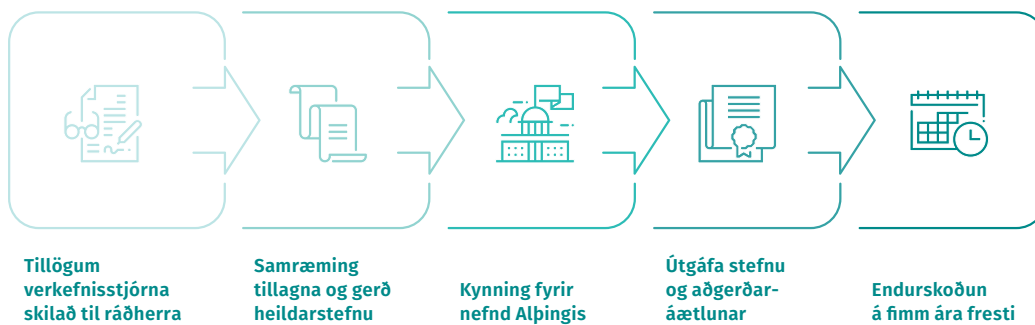 Tillögum
verkefnisstjórna
skilað til ráðherra
Samræming
tillagna og gerð
heildarstefnu
Kynning fyrir
nefnd Alþingis
Útgáfa stefnu
og aðgerðar-
áætlunar
Endurskoðun
á fimm ára fresti